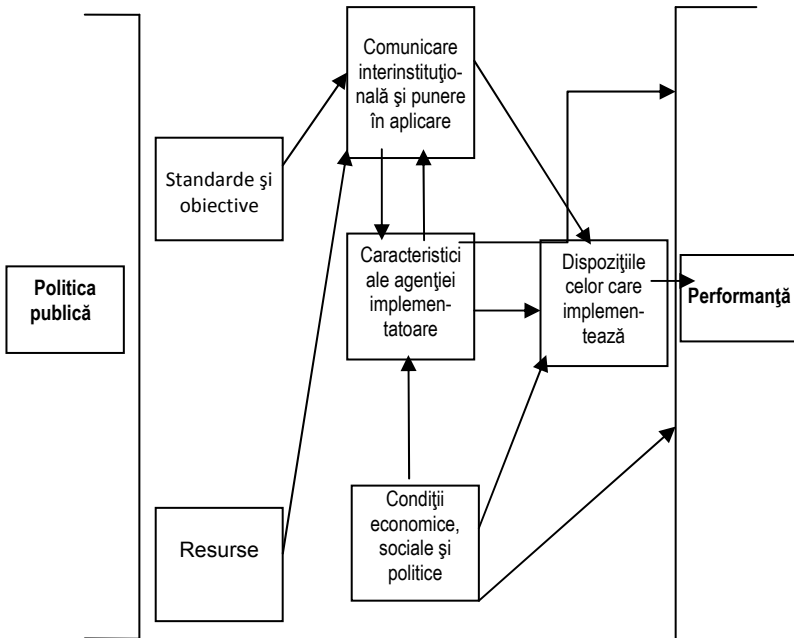 Comunicare
interinstituţio-
nală şi punere
în aplicare
Standarde şi
obiective
Politica
publică
Caracteristici
ale agenţiei
implemen-
tatoare
Dispoziţiile
celor care
implemen-
tează
Performanţă
Resurse
Condiţii
economice,
sociale şi
politice